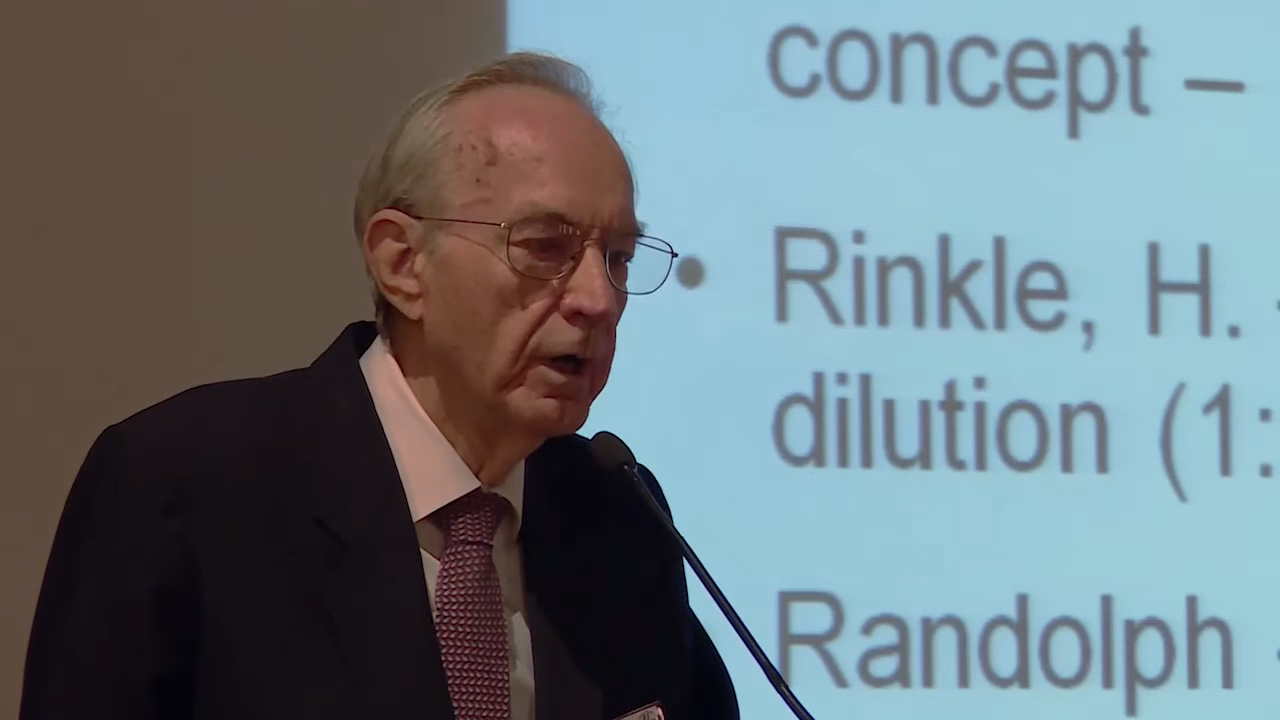 concept –
• Rinkle, H. -
dilution (1:
Randolph -